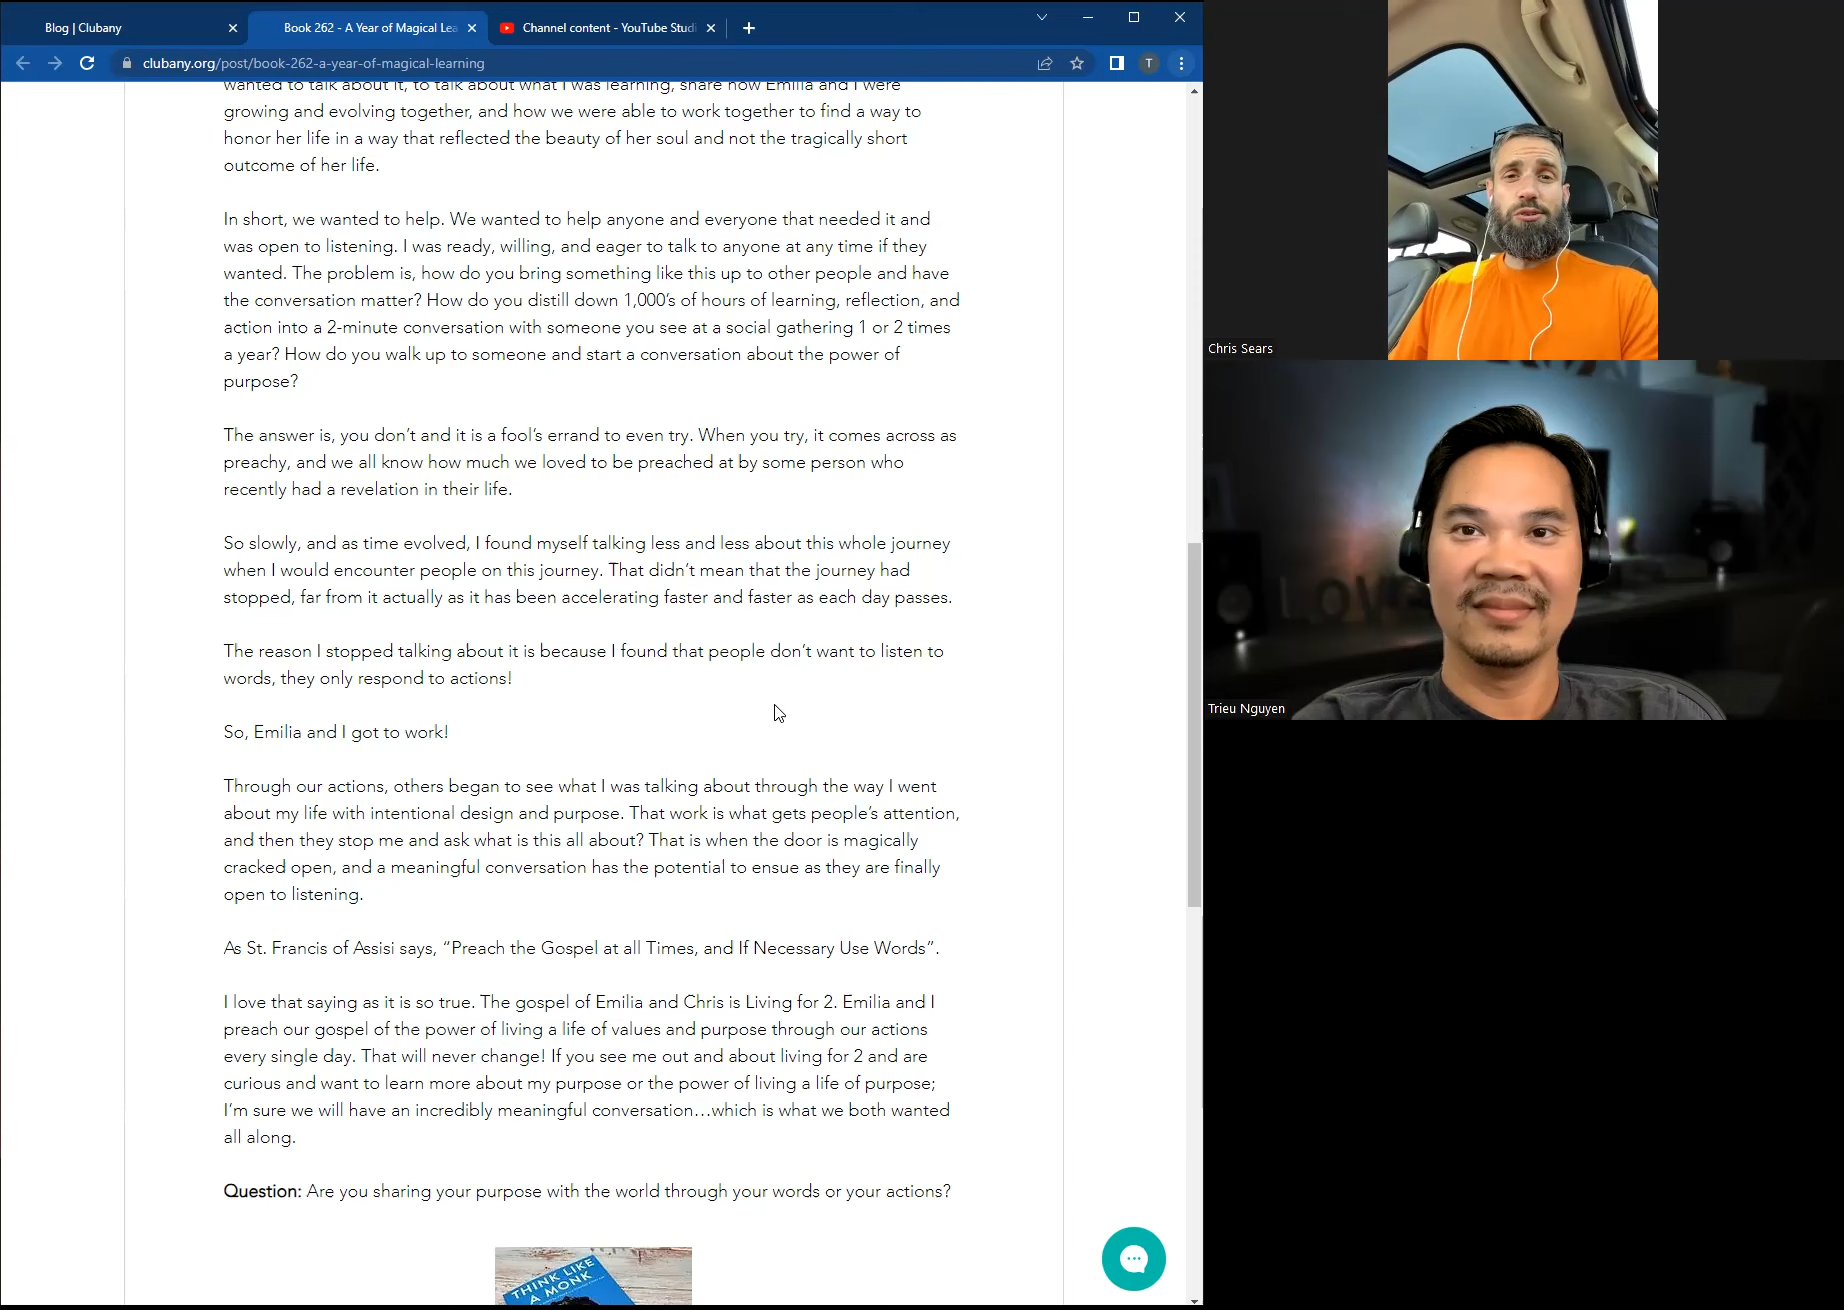 Blog | Clubany
Book 262 - A Year of Magical Lea
Channel content - YouTube Studi
clubany.org/post/book-262-a-year-of-magical-learning
T
wanted to talk about it, to talk about what I was learning, share how Emilia and I were
growing and evolving together, and how we were able to work together to find a way to
honor her life in a way that reflected the beauty of her soul and not the tragically short
outcome of her life.
In short, we wanted to help. We wanted to help anyone and everyone that needed it and
was open to listening. I was ready, willing, and eager to talk to anyone at any time if they
wanted. The problem is, how do you bring something like this up to other people and have
the conversation matter? How do you distill down 1,000’s of hours of learning, reflection, and
action into a 2-minute conversation with someone you see at a social gathering 1 or 2 times
a year? How do you walk up to someone and start a conversation about the power of
purpose?
The answer is, you don’t and it is a fool’s errand to even try. When you try, it comes across as
preachy, and we all know how much we loved to be preached at by some person who
recently had a revelation in their life.
So slowly, and as time evolved, I found myself talking less and less about this whole journey
when I would encounter people on this journey. That didn’t mean that the journey had
stopped, far from it actually as it has been accelerating faster and faster as each day passes.
The reason I stopped talking about it is because I found that people don’t want to listen to
words, they only respond to actions!
So, Emilia and I got to work!
Through our actions, others began to see what I was talking about through the way I went
about my life with intentional design and purpose. That work is what gets people’s attention,
and then they stop me and ask what is this all about? That is when the door is magically
cracked open, and a meaningful conversation has the potential to ensue as they are finally
open to listening.
As St. Francis of Assisi says, “Preach the Gospel at all Times, and If Necessary Use Words”.
I love that saying as it is so true. The gospel of Emilia and Chris is Living for 2. Emilia and I
preach our gospel of the power of living a life of values and purpose through our actions
every single day. That will never change! If you see me out and about living for 2 and are
curious and want to learn more about my purpose or the power of living a life of purpose;
I’m sure we will have an incredibly meaningful conversation…which is what we both wanted
all along.
Question: Are you sharing your purpose with the world through your words or your actions?
THINK LIKE
A MONK
Chris Sears
LOVE
Trieu Nguyen